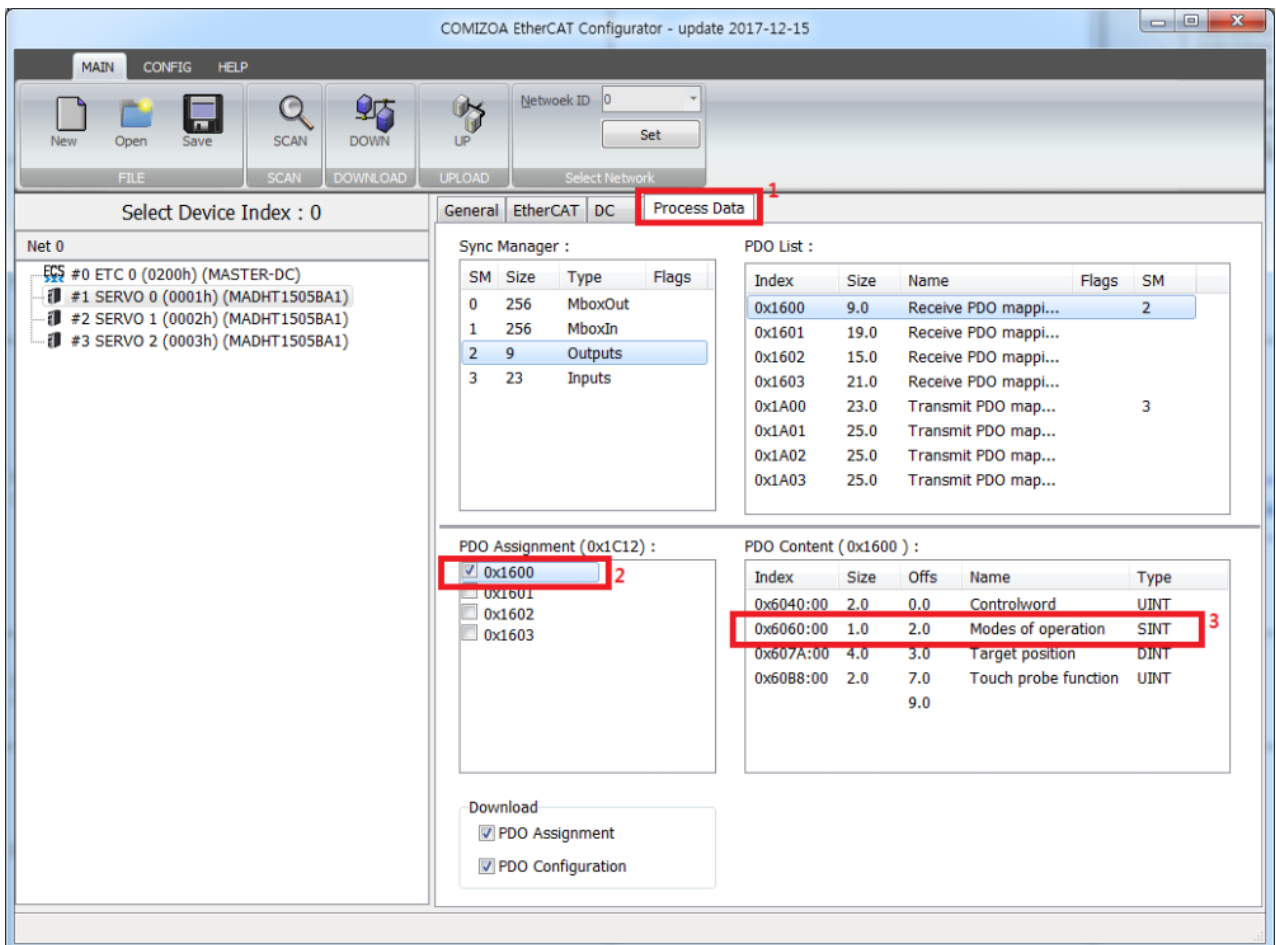 COMIZOA EtherCAT Configurator - update 2017-12-15
MAIN CONFIG HELP
New Open Save SCAN DOWN UP Netwoek ID 0 Set
FILE SCAN DOWNLOAD UPLOAD Select Network
1
Select Device Index : 0
General EtherCAT DC Process Data
Net 0
#0 ETC 0 (0200h) (MASTER-DC)
#1 SERVO 0 (0001h) (MADHT1505BA1)
#2 SERVO 1 (0002h) (MADHT1505BA1)
#3 SERVO 2 (0003h) (MADHT1505BA1)
Sync Manager :
SM Size Type Flags
0 256 MboxOut
1 256 MboxIn
2 9 Outputs
3 23 Inputs
PDO List :
Index Size Name Flags SM
0x1600 9.0 Receive PDO mappi... 2
0x1601 19.0 Receive PDO mappi...
0x1602 15.0 Receive PDO mappi...
0x1603 21.0 Receive PDO mappi...
0x1A00 23.0 Transmit PDO map... 3
0x1A01 25.0 Transmit PDO map...
0x1A02 25.0 Transmit PDO map...
0x1A03 25.0 Transmit PDO map...
PDO Assignment (0x1C12) :
0x1600 2
0x1601
0x1602
0x1603
PDO Content (0x1600 ) :
Index Size Offs Name Type
0x6040:00 2.0 0.0 Controlword UINT
0x6060:00 1.0 2.0 Modes of operation SINT 3
0x607A:00 4.0 3.0 Target position DINT
0x60B8:00 2.0 7.0 Touch probe function UINT
9.0
Download
PDO Assignment
PDO Configuration